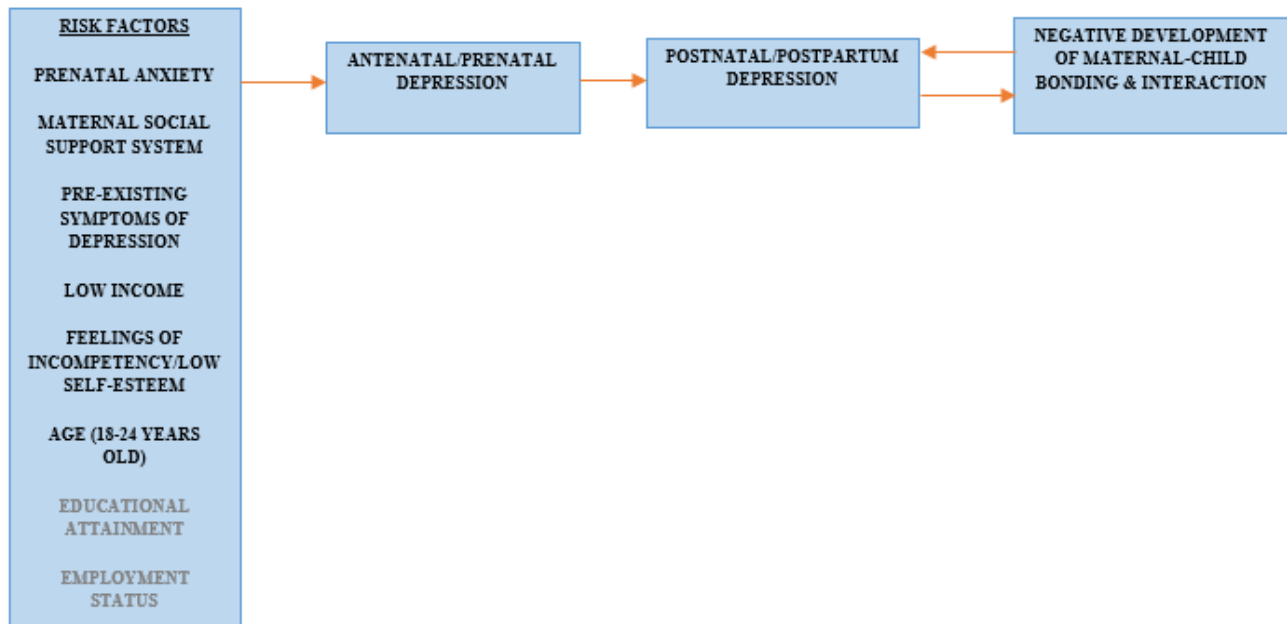 RISK FACTORS
PRENATAL ANXIETY
MATERNAL SOCIAL
SUPPORT SYSTEM
PRE-EXISTING
SYMPTOMS OF
DEPRESSION
LOW INCOME
FEELINGS OF
INCOMPETENCY/LOW
SELF-ESTEEM
AGE (18-24 YEARS
OLD)
EDUCATIONAL
ATTAINMENT
EMPLOYMENT
STATUS
ANTENATAL/PRENATAL
DEPRESSION
POSTNATAL/POSTPARTUM
DEPRESSION
NEGATIVE DEVELOPMENT
OF MATERNAL-CHILD
BONDING & INTERACTION